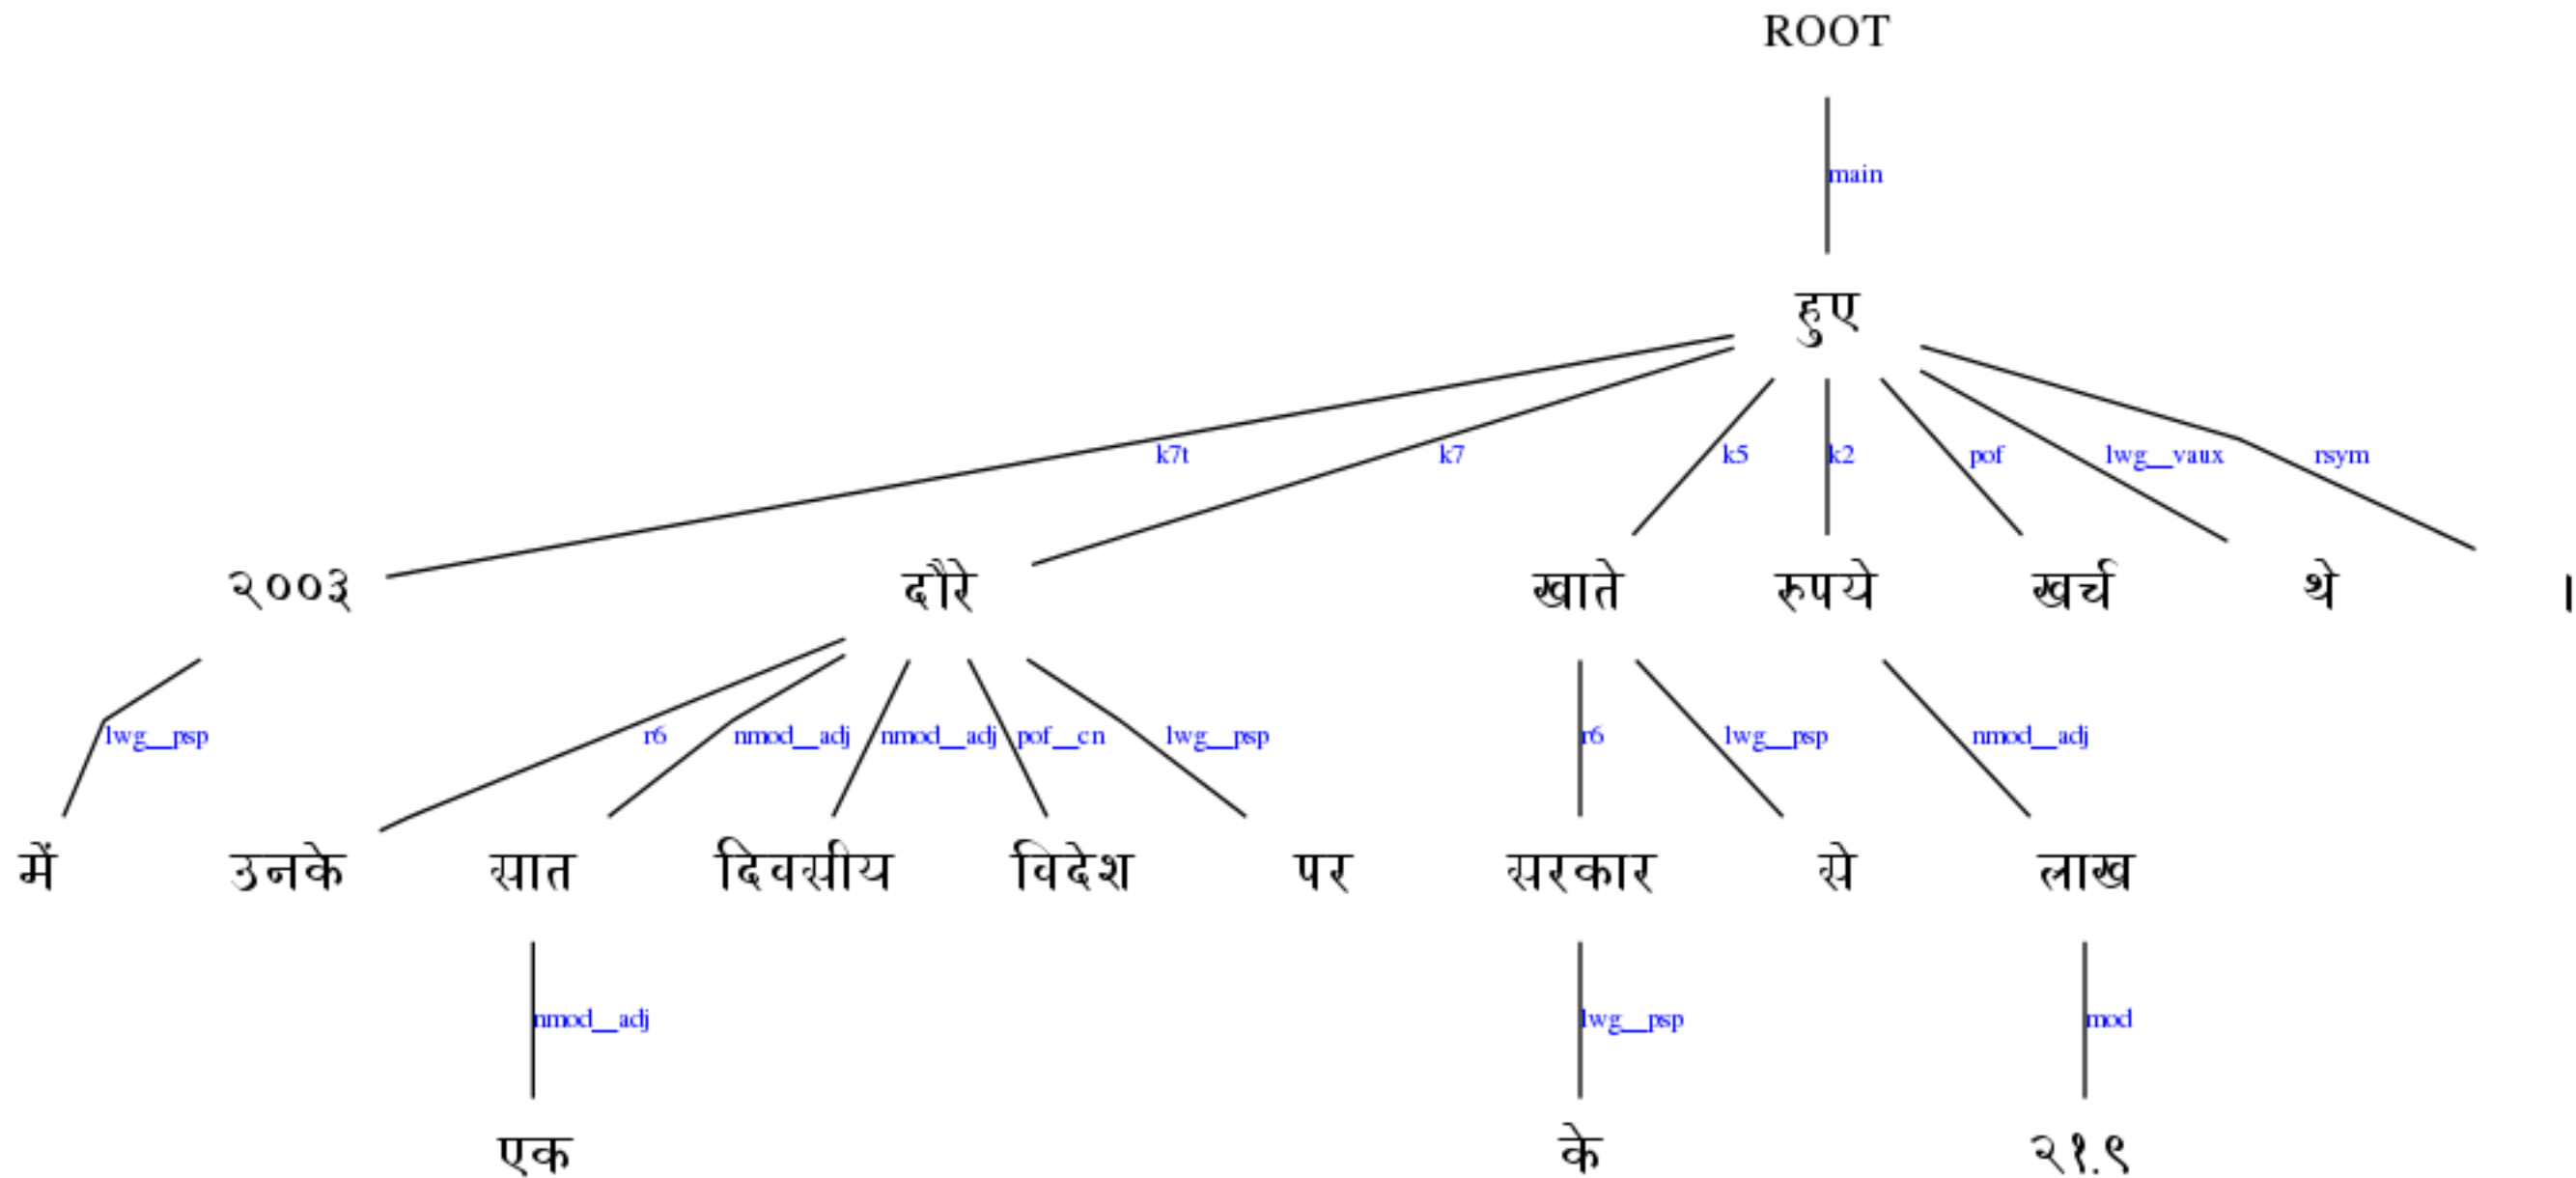 ROOT
main
हुए
k7t k7 k5 k2 pof lwg__vaux rsym
२००३ दौरे खाते रुपये खर्च थे ।
lwg__psp r6 nmod__adj nmod__adj pof__cn lwg__psp r6 lwg__psp nmod__adj
में उनके सात दिवसीय विदेश पर सरकार से लाख
nmod__adj lwg__psp mod
एक के २१.९